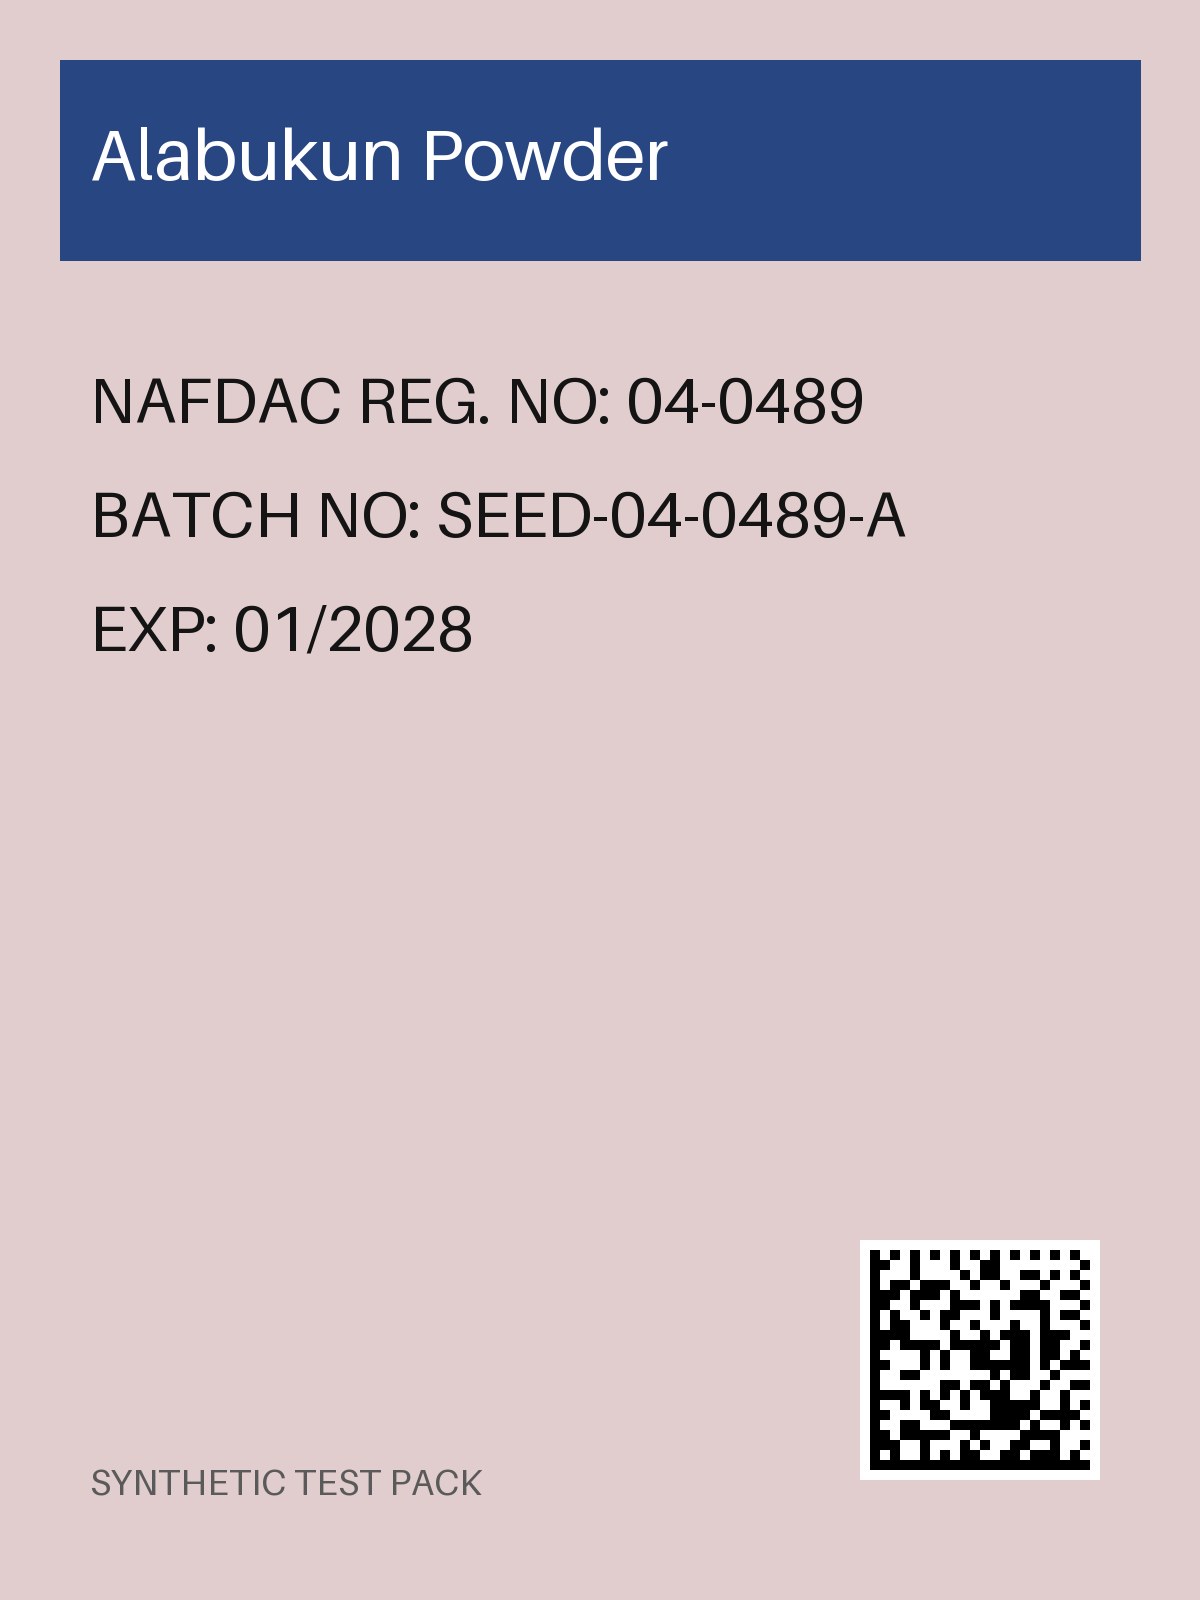 Alabukun Powder
NAFDAC REG. NO: 04-0489
BATCH NO: SEED-04-0489-A
EXP: 01/2028
SYNTHETIC TEST PACK